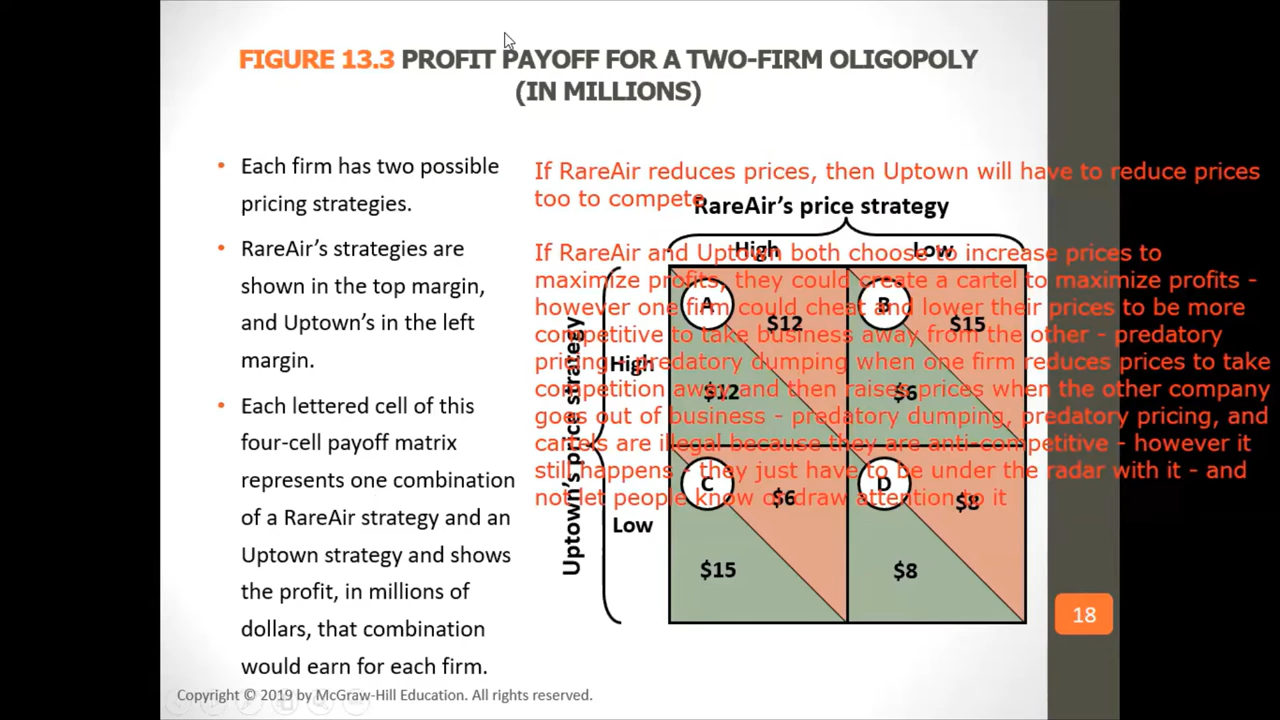 FIGURE 13.3 PROFIT PAYOFF FOR A TWO-FIRM OLIGOPOLY
(IN MILLIONS)
• Each firm has two possible
pricing strategies.
• RareAir’s strategies are
shown in the top margin,
and Uptown’s in the left
margin.
• Each lettered cell of this
four-cell payoff matrix
represents one combination
of a RareAir strategy and an
Uptown strategy and shows
the profit, in millions of
dollars, that combination
would earn for each firm.
If RareAir reduces prices, then Uptown will have to reduce prices
too to compete
If RareAir and Uptown both choose to increase prices to
maximize profits, they could create a cartel to maximize profits -
however one firm could cheat and lower their prices to be more
competitive to take business away from the other - predatory
pricing - predatory dumping when one firm reduces prices to take
competition away and then raises prices when the other company
goes out of business - predatory dumping, predatory pricing, and
cartels are illegal because they are anti-competitive - however it
still happens - they just have to be under the radar with it - and
not let people know or draw attention to it
RareAir’s price strategy
High
Low
Uptown’s price strategy
High
Low
A
$12
$12
B
$15
$6
C
$6
$15
D
$8
$8
18
Copyright © 2019 by McGraw-Hill Education. All rights reserved.